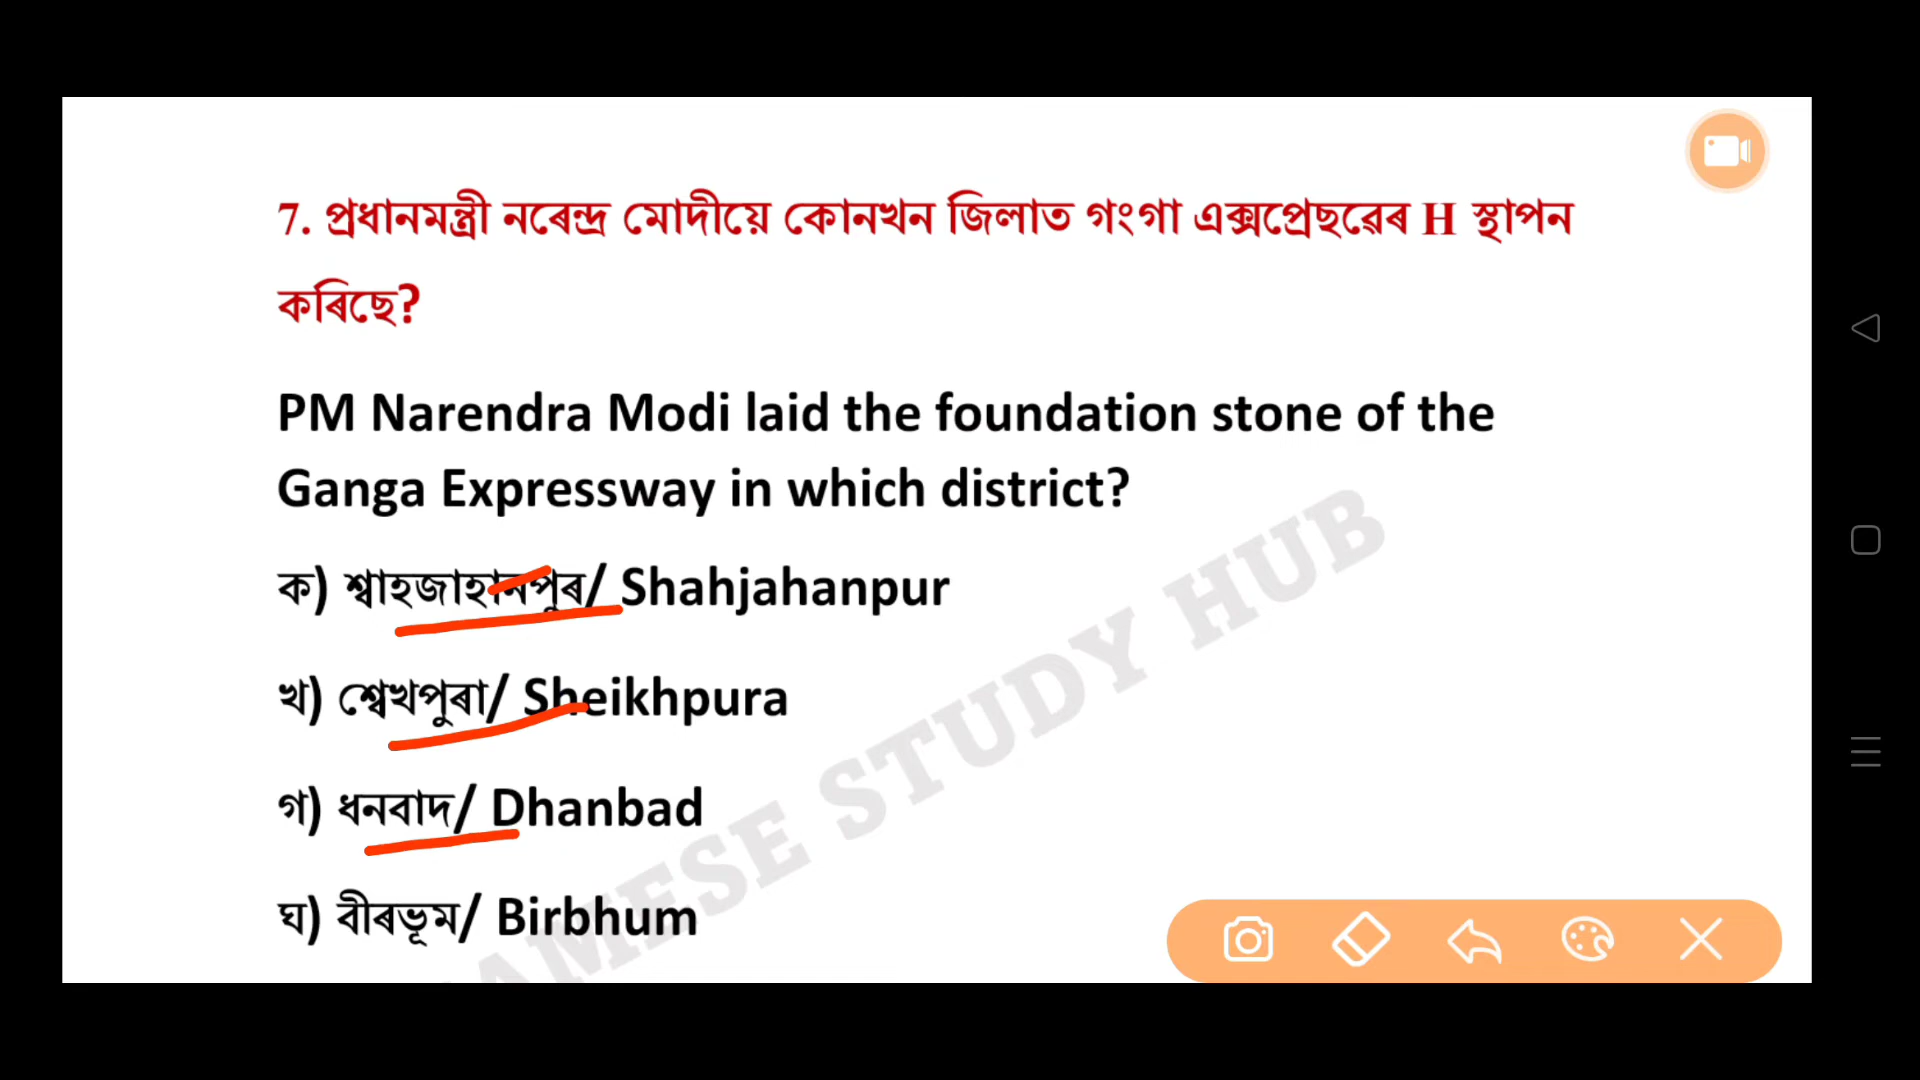 7. প্ৰধানমন্ত্ৰী নৰেন্দ্ৰ মোদীয়ে কোনখন জিলাত গংগা এক্সপ্ৰেছৱেৰ H স্থাপন
কৰিছে?
PM Narendra Modi laid the foundation stone of the
Ganga Expressway in which district?
ক) শ্বাহজাহানপুৰ/ Shahjahanpur
খ) শ্বেখপুৰা/ Sheikhpura
গ) ধনবাদ/ Dhanbad
ঘ) বীৰভূম/ Birbhum
AMESE STUDY HUB